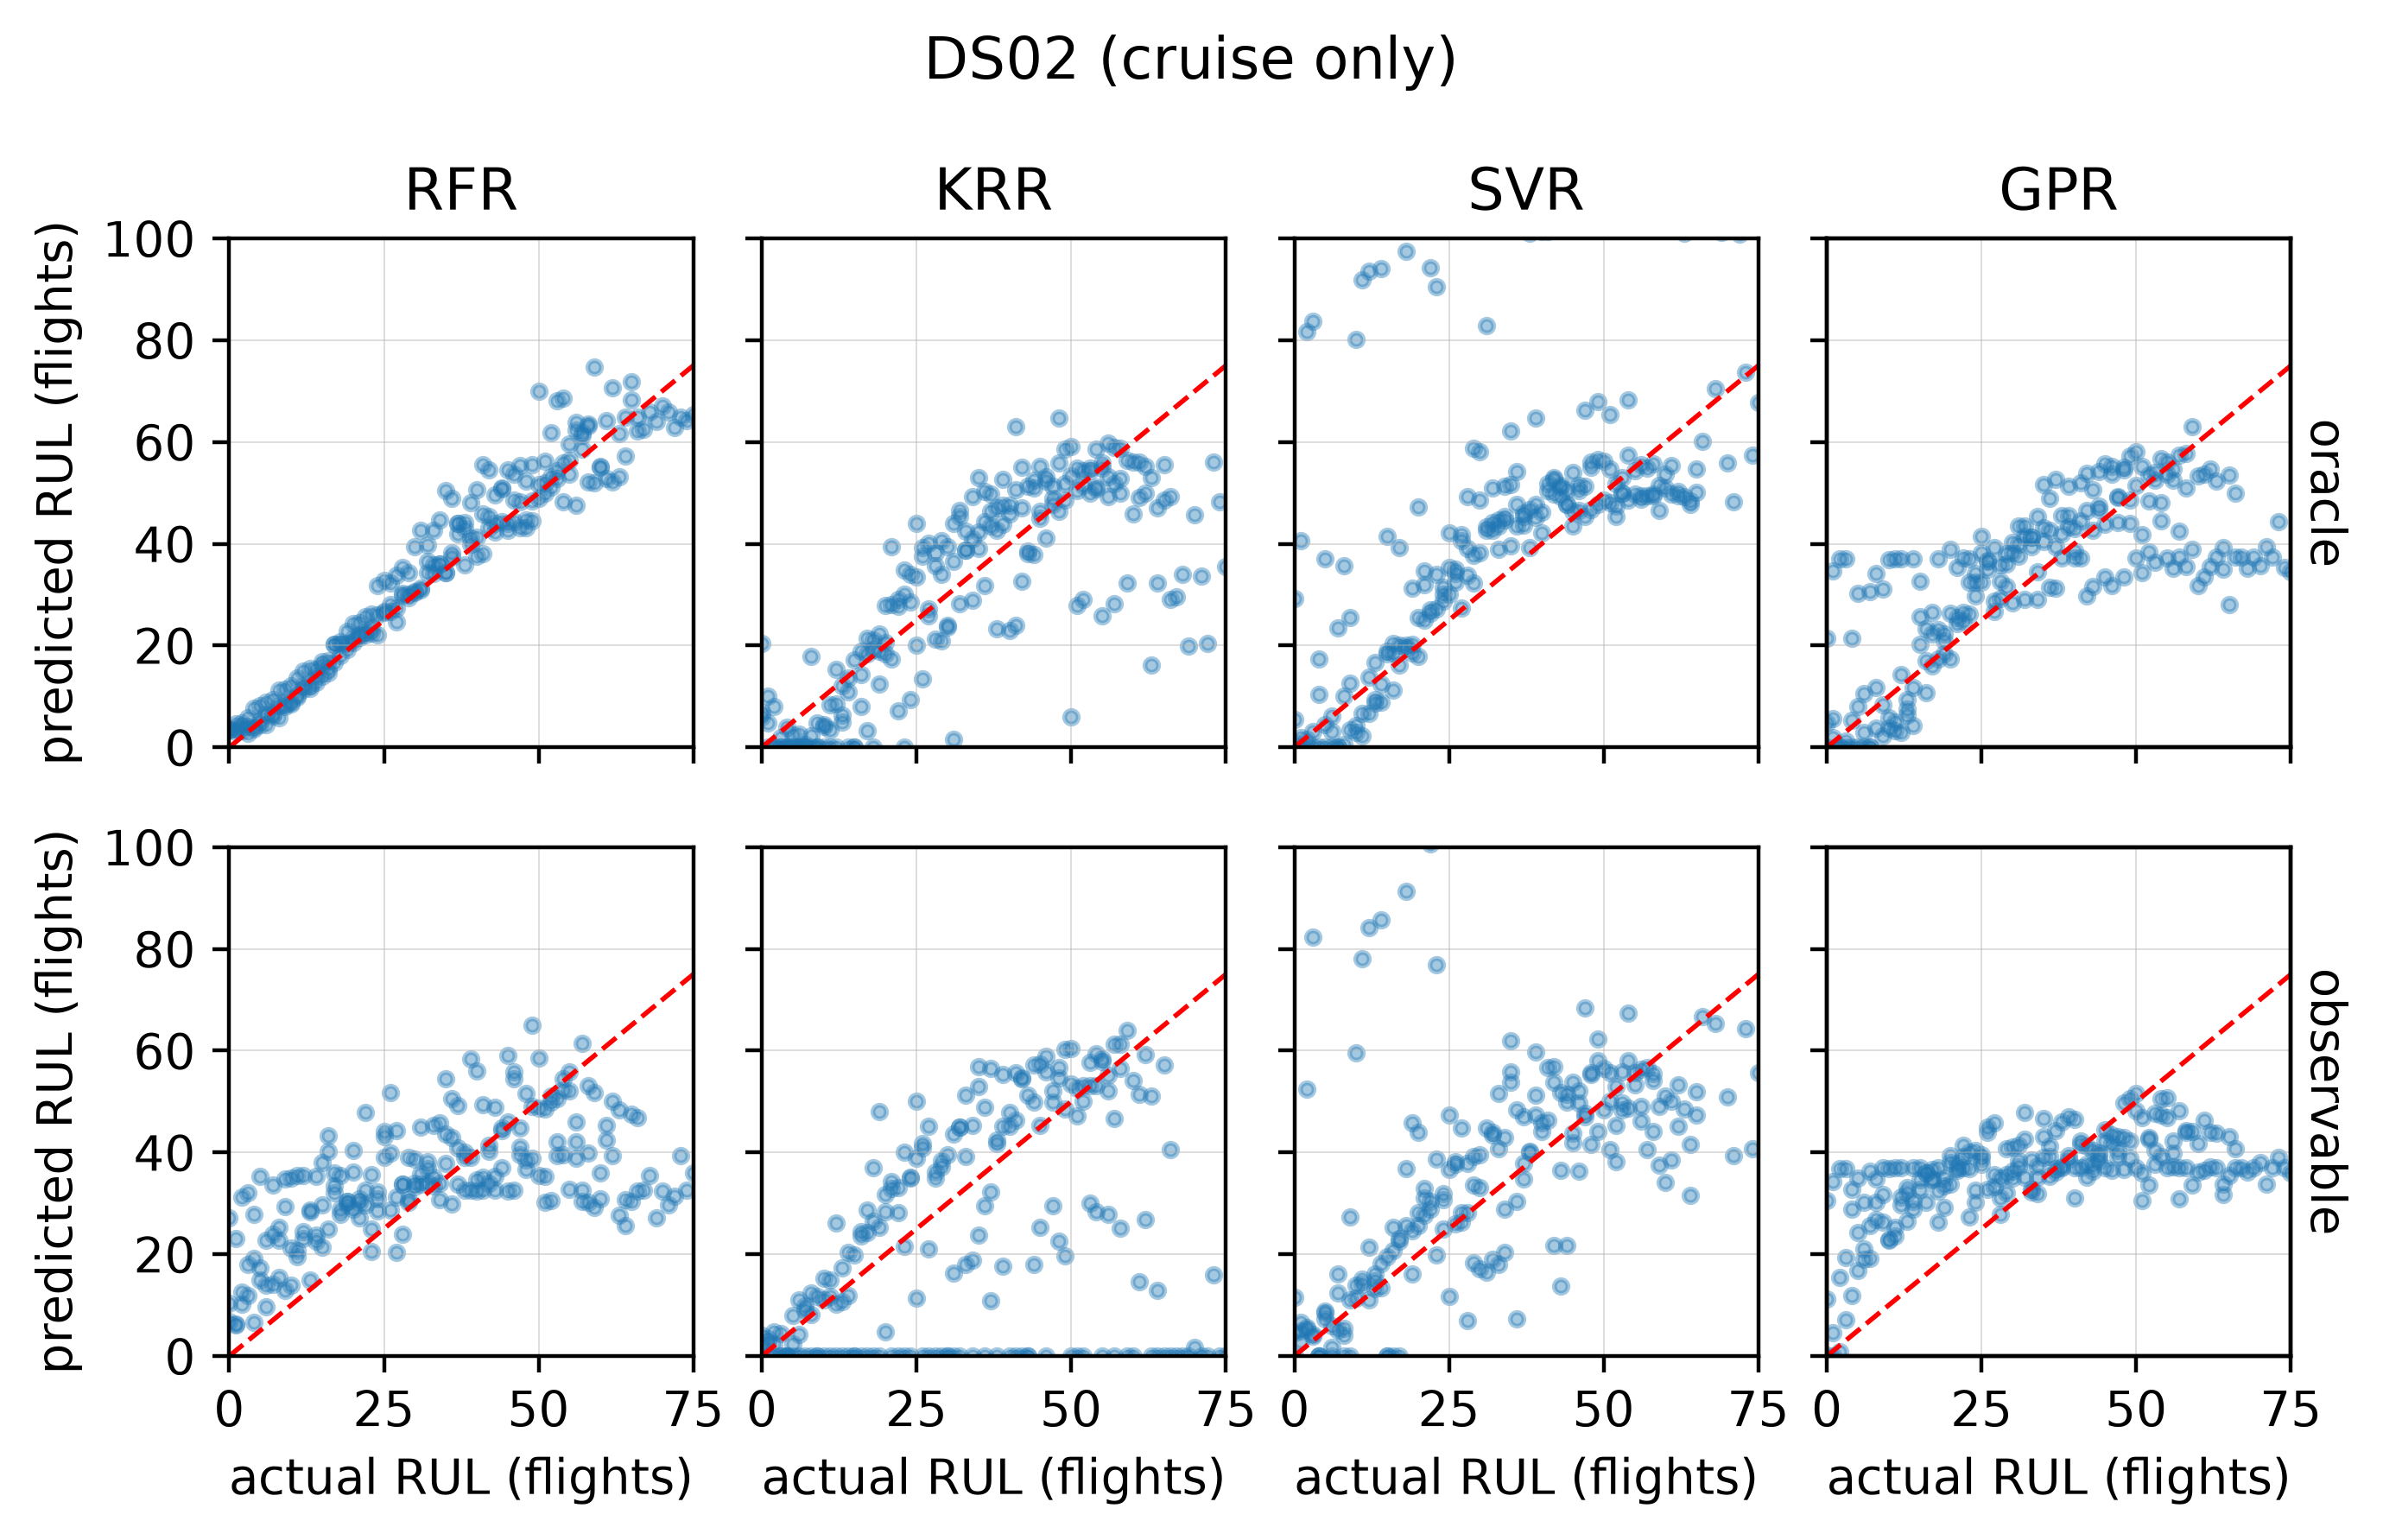 DS02 (cruise only)
RFR KRR SVR GPR
predicted RUL (flights)
100
80
60
40
20
0
oracle
predicted RUL (flights)
100
80
60
40
20
0
observable
0 25 50 75 0 25 50 75 0 25 50 75 0 25 50 75
actual RUL (flights) actual RUL (flights) actual RUL (flights) actual RUL (flights)